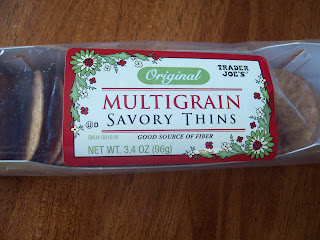 Original
TRADER JOE'S
MULTIGRAIN
SAVORY THINS
GOOD SOURCE OF FIBER
NET WT. 3.4 OZ (96g)